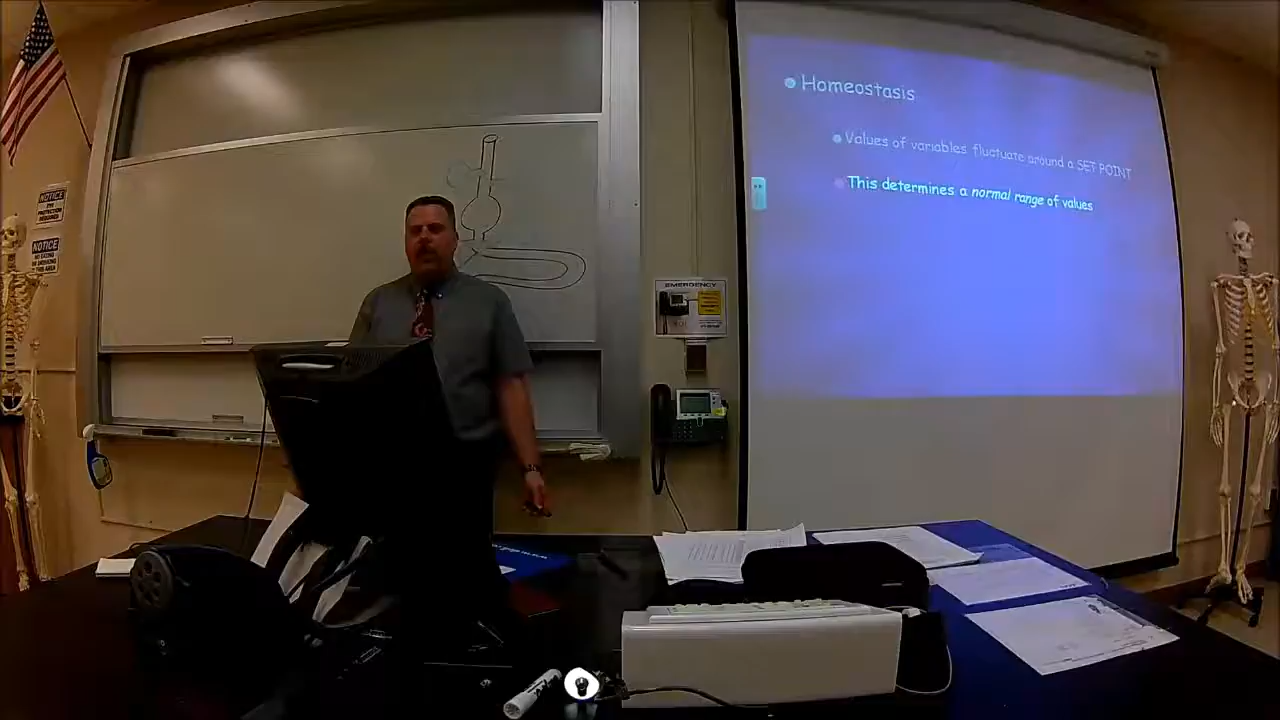 Homeostasis
Values of variables fluctuate around a SET POINT
This determines a normal range of values
NOTICE
NOTICE
EMERGENCY